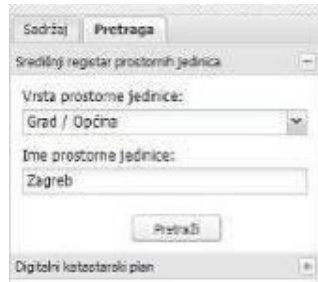 Sadržaj Pretraga
Središnji registar prostornih jedinica
Vrsta prostorne jedinice:
Grad / Općina
Ime prostorne jedinice:
Zagreb
Pretraži
Digitalni katastarski plan